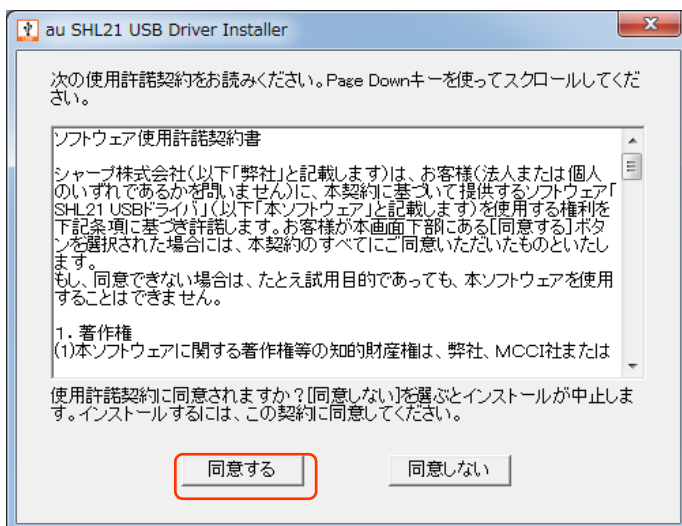 au SHL21 USB Driver Installer
次の使用許諾契約をお読みください。Page Downキーを使ってスクロールしてくだ
さい。
ソフトウェア使用許諾契約書
シャープ株式会社(以下「弊社」と記載します)は、お客様(法人または個人
のいずれであるかを問いません)に、本契約に基づいて提供するソフトウェア「
SHL21 USBドライバ」(以下「本ソフトウェア」と記載します)を使用する権利を
下記条項に基づき許諾します。お客様が本画面下部にある[同意する]ボタ
ンを選択された場合には、本契約のすべてにご同意いただいたものといたし
ます。
もし、同意できない場合は、たとえ試用目的であっても、本ソフトウェアを使用
することはできません。
1. 著作権
(1)本ソフトウェアに関する著作権等の知的財産権は、弊社、MCCI社または
使用許諾契約に同意されますか?[同意しない]を選ぶとインストールが中止しま
す。インストールするには、この契約に同意してください。
同意する
同意しない